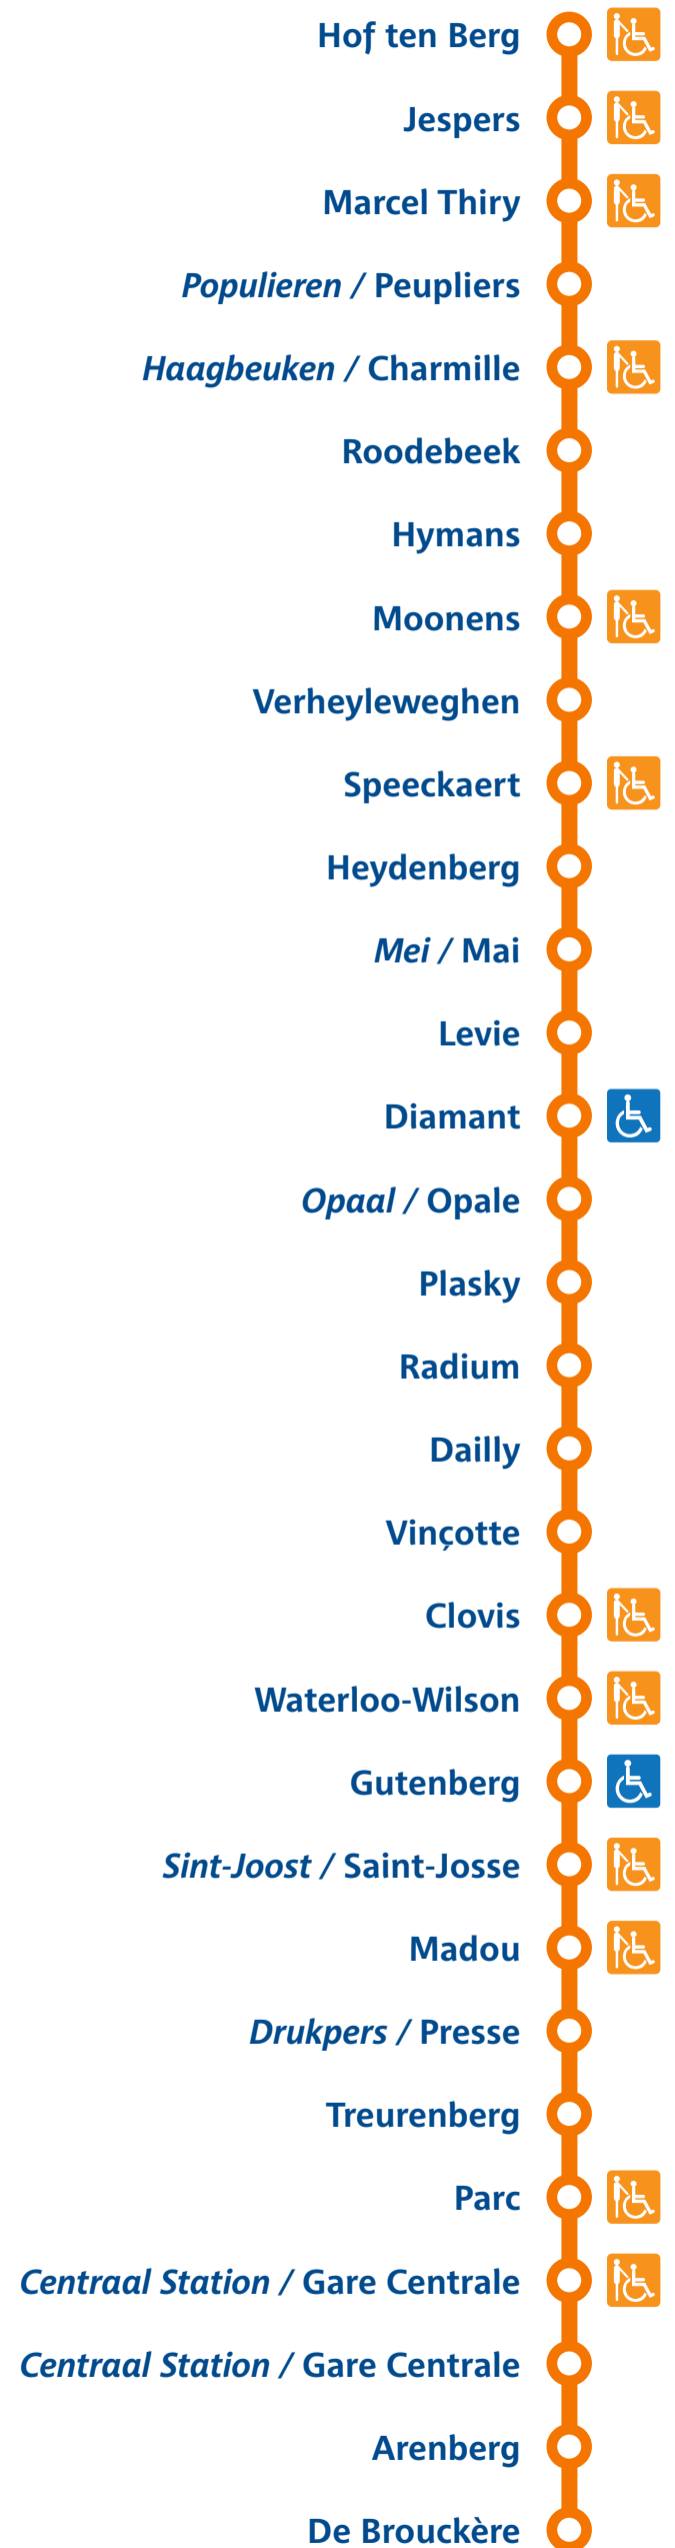 Hof ten Berg
Jespers
Marcel Thiry
Populieren / Peupliers
Haagbeuken / Charmille
Roodebeek
Hymans
Moonens
Verheyleweghen
Speeckaert
Heydenberg
Mei / Mai
Levie
Diamant
Opaal / Opale
Plasky
Radium
Dailly
Vinçotte
Clovis
Waterloo-Wilson
Gutenberg
Sint-Joost / Saint-Josse
Madou
Drukpers / Presse
Treurenberg
Parc
Centraal Station / Gare Centrale
Centraal Station / Gare Centrale
Arenberg
De Brouckère